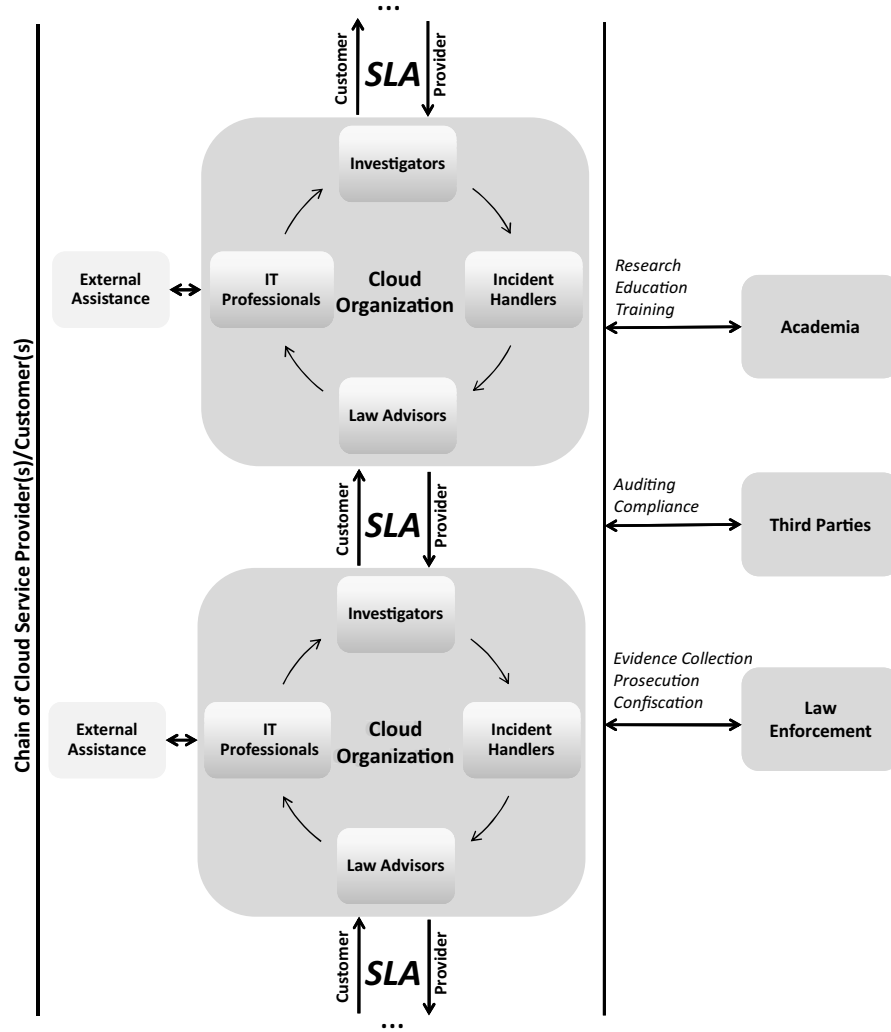 ...
Customer
SLA
Provider
Investigators
External
Assistance
IT
Professionals
Cloud
Organization
Incident
Handlers
Law Advisors
Customer
SLA
Provider
Investigators
External
Assistance
IT
Professionals
Cloud
Organization
Incident
Handlers
Law Advisors
Customer
SLA
Provider
...
Chain of Cloud Service Provider(s)/Customer(s)
Research
Education
Training
Academia
Auditing
Compliance
Third Parties
Evidence Collection
Prosecution
Confiscation
Law
Enforcement